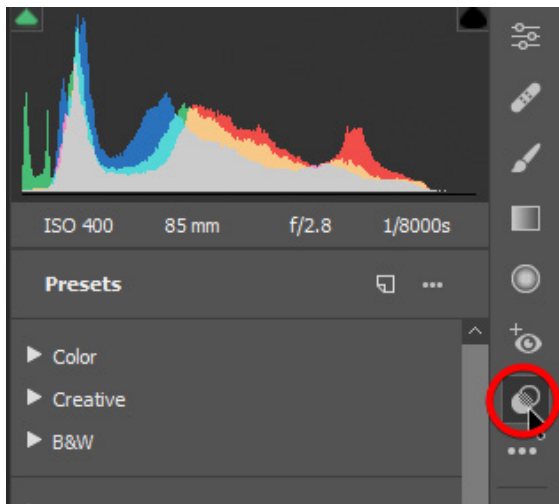 ISO 400 85 mm f/2.8 1/8000s
Presets
Color
Creative
B&W